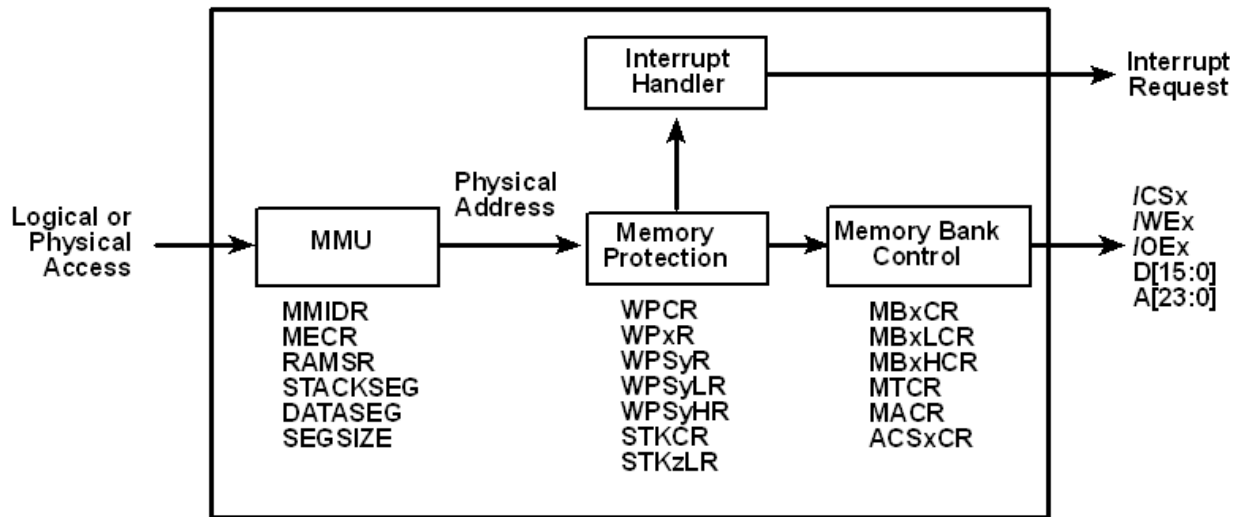 Interrupt
Handler
Interrupt
Request
Logical or
Physical
Access
MMU
Physical
Address
Memory
Protection
Memory Bank
Control
/CSx
/WEx
/OEx
D[15:0]
A[23:0]
MMIDR
MECR
RAMSR
STACKSEG
DATASEG
SEGSIZE
WPCR
WPxR
WPSyR
WPSyLR
WPSyHR
STKCR
STKzLR
MBxCR
MBxLCR
MBxHCR
MTCR
MACR
ACSxCR